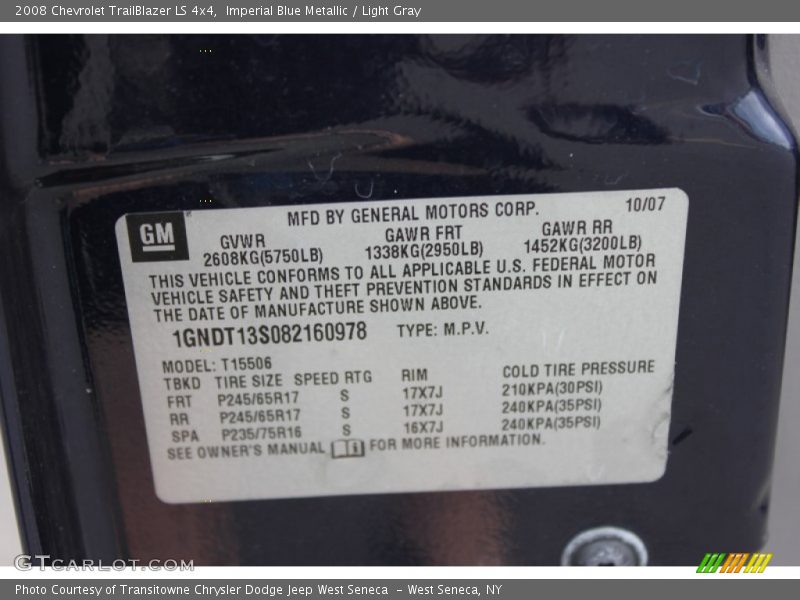 2008 Chevrolet TrailBlazer LS 4x4, Imperial Blue Metallic / Light Gray
MFD BY GENERAL MOTORS CORP. 10/07
GM
GVWR GAWR FRT GAWR RR
2608KG(5750LB) 1338KG(2950LB) 1452KG(3200LB)
THIS VEHICLE CONFORMS TO ALL APPLICABLE U.S. FEDERAL MOTOR
VEHICLE SAFETY AND THEFT PREVENTION STANDARDS IN EFFECT ON
THE DATE OF MANUFACTURE SHOWN ABOVE.
1GNDT13S082160978 TYPE: M.P.V.
MODEL: T15506
TBKD TIRE SIZE SPEED RTG RIM COLD TIRE PRESSURE
FRT P245/65R17 S 17X7J 210KPA(30PSI)
RR P245/65R17 S 17X7J 240KPA(35PSI)
SPA P235/75R16 S 16X7J 240KPA(35PSI)
SEE OWNER'S MANUAL FOR MORE INFORMATION.
GTcarlot.com
Photo Courtesy of Transitowne Chrysler Dodge Jeep West Seneca - West Seneca, NY